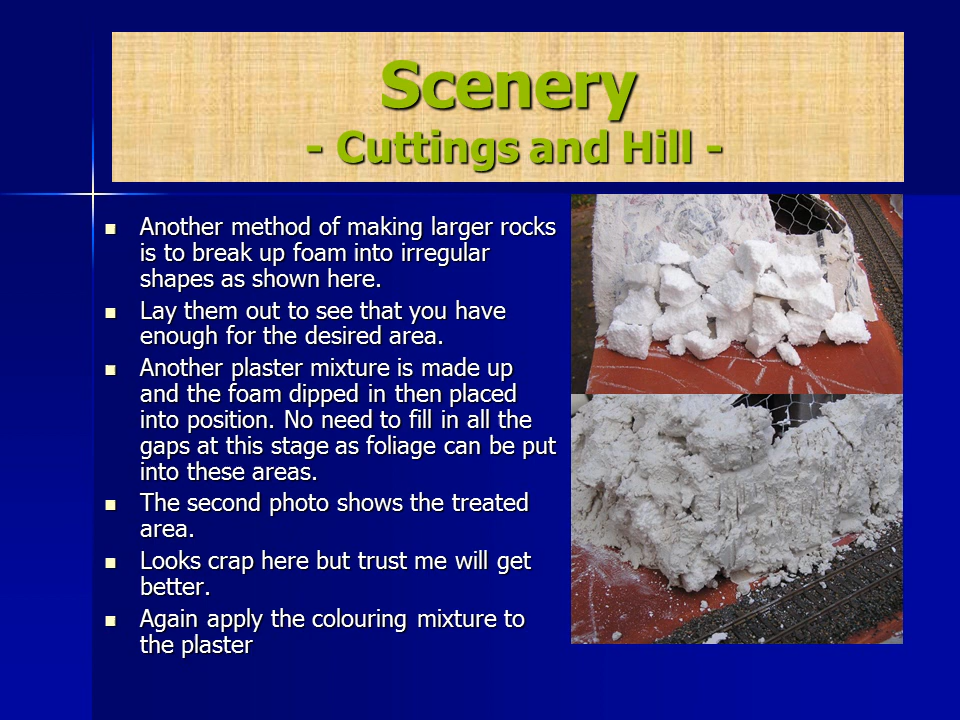 Scenery
- Cuttings and Hill -
Another method of making larger rocks
is to break up foam into irregular
shapes as shown here.
Lay them out to see that you have
enough for the desired area.
Another plaster mixture is made up
and the foam dipped in then placed
into position. No need to fill in all the
gaps at this stage as foliage can be put
into these areas.
The second photo shows the treated
area.
Looks crap here but trust me will get
better.
Again apply the colouring mixture to
the plaster